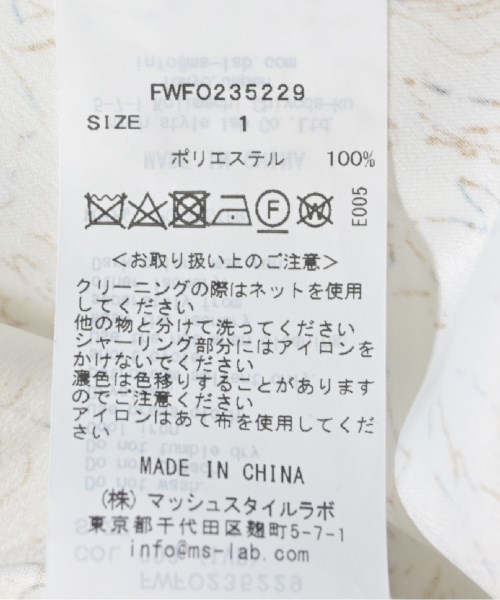 FWFO235229
SIZE 1
ポリエステル 100%
F W E005
<お取り扱い上のご注意>
クリーニングの際はネットを使用
してください
他の物と分けて洗ってください
シャーリング部分にはアイロンを
かけないでください
濃色は色移りすることがあります
のでご注意ください
アイロンはあて布を使用してくだ
さい
MADE IN CHINA
(株) マッシュスタイルラボ
東京都千代田区麹町5-7-1
info@ms-lab.com